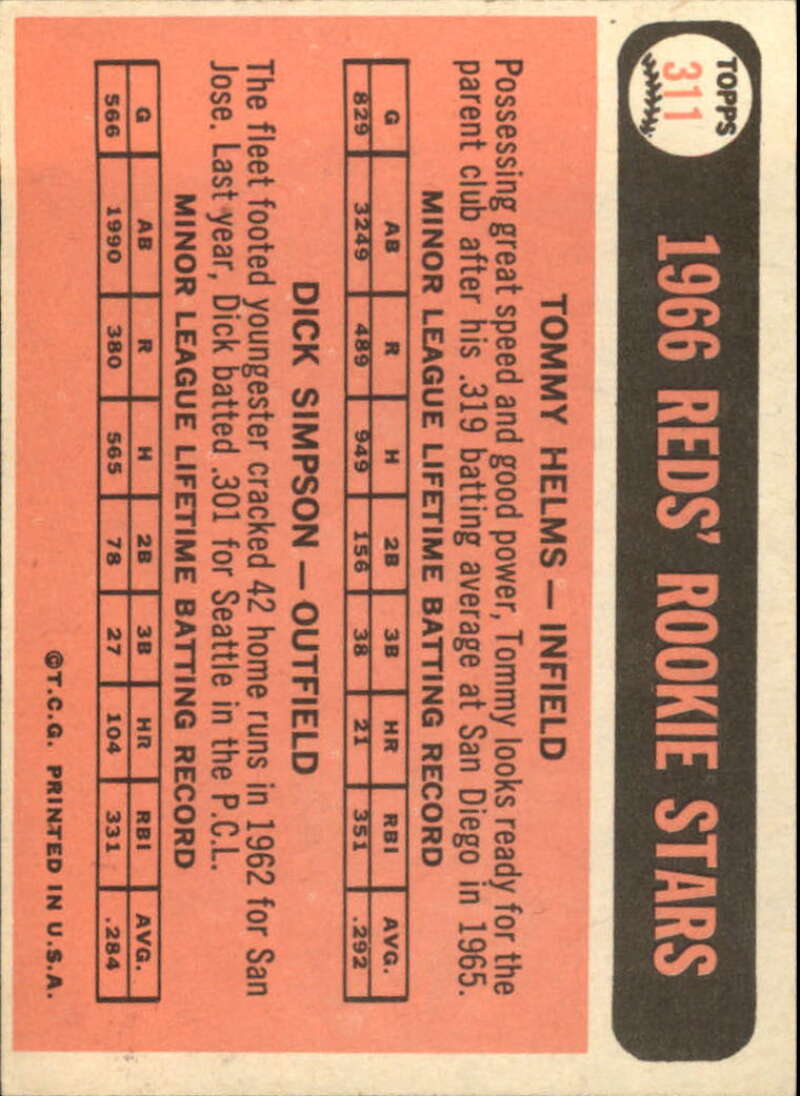 TOPPS
311
1966 REDS' ROOKIE STARS
TOMMY HELMS — INFIELD
Possessing great speed and good power, Tommy looks ready for the
parent club after his .319 batting average at San Diego in 1965.
MINOR LEAGUE LIFETIME BATTING RECORD
G AB R H 2B 3B HR RBI AVG.
829 3249 489 949 156 38 21 351 .292
DICK SIMPSON — OUTFIELD
The fleet footed youngester cracked 42 home runs in 1962 for San
Jose. Last year, Dick batted .301 for Seattle in the P.C.L.
MINOR LEAGUE LIFETIME BATTING RECORD
G AB R H 2B 3B HR RBI AVG.
566 1990 380 565 78 27 104 331 .284
©T.C.G. PRINTED IN U.S.A.